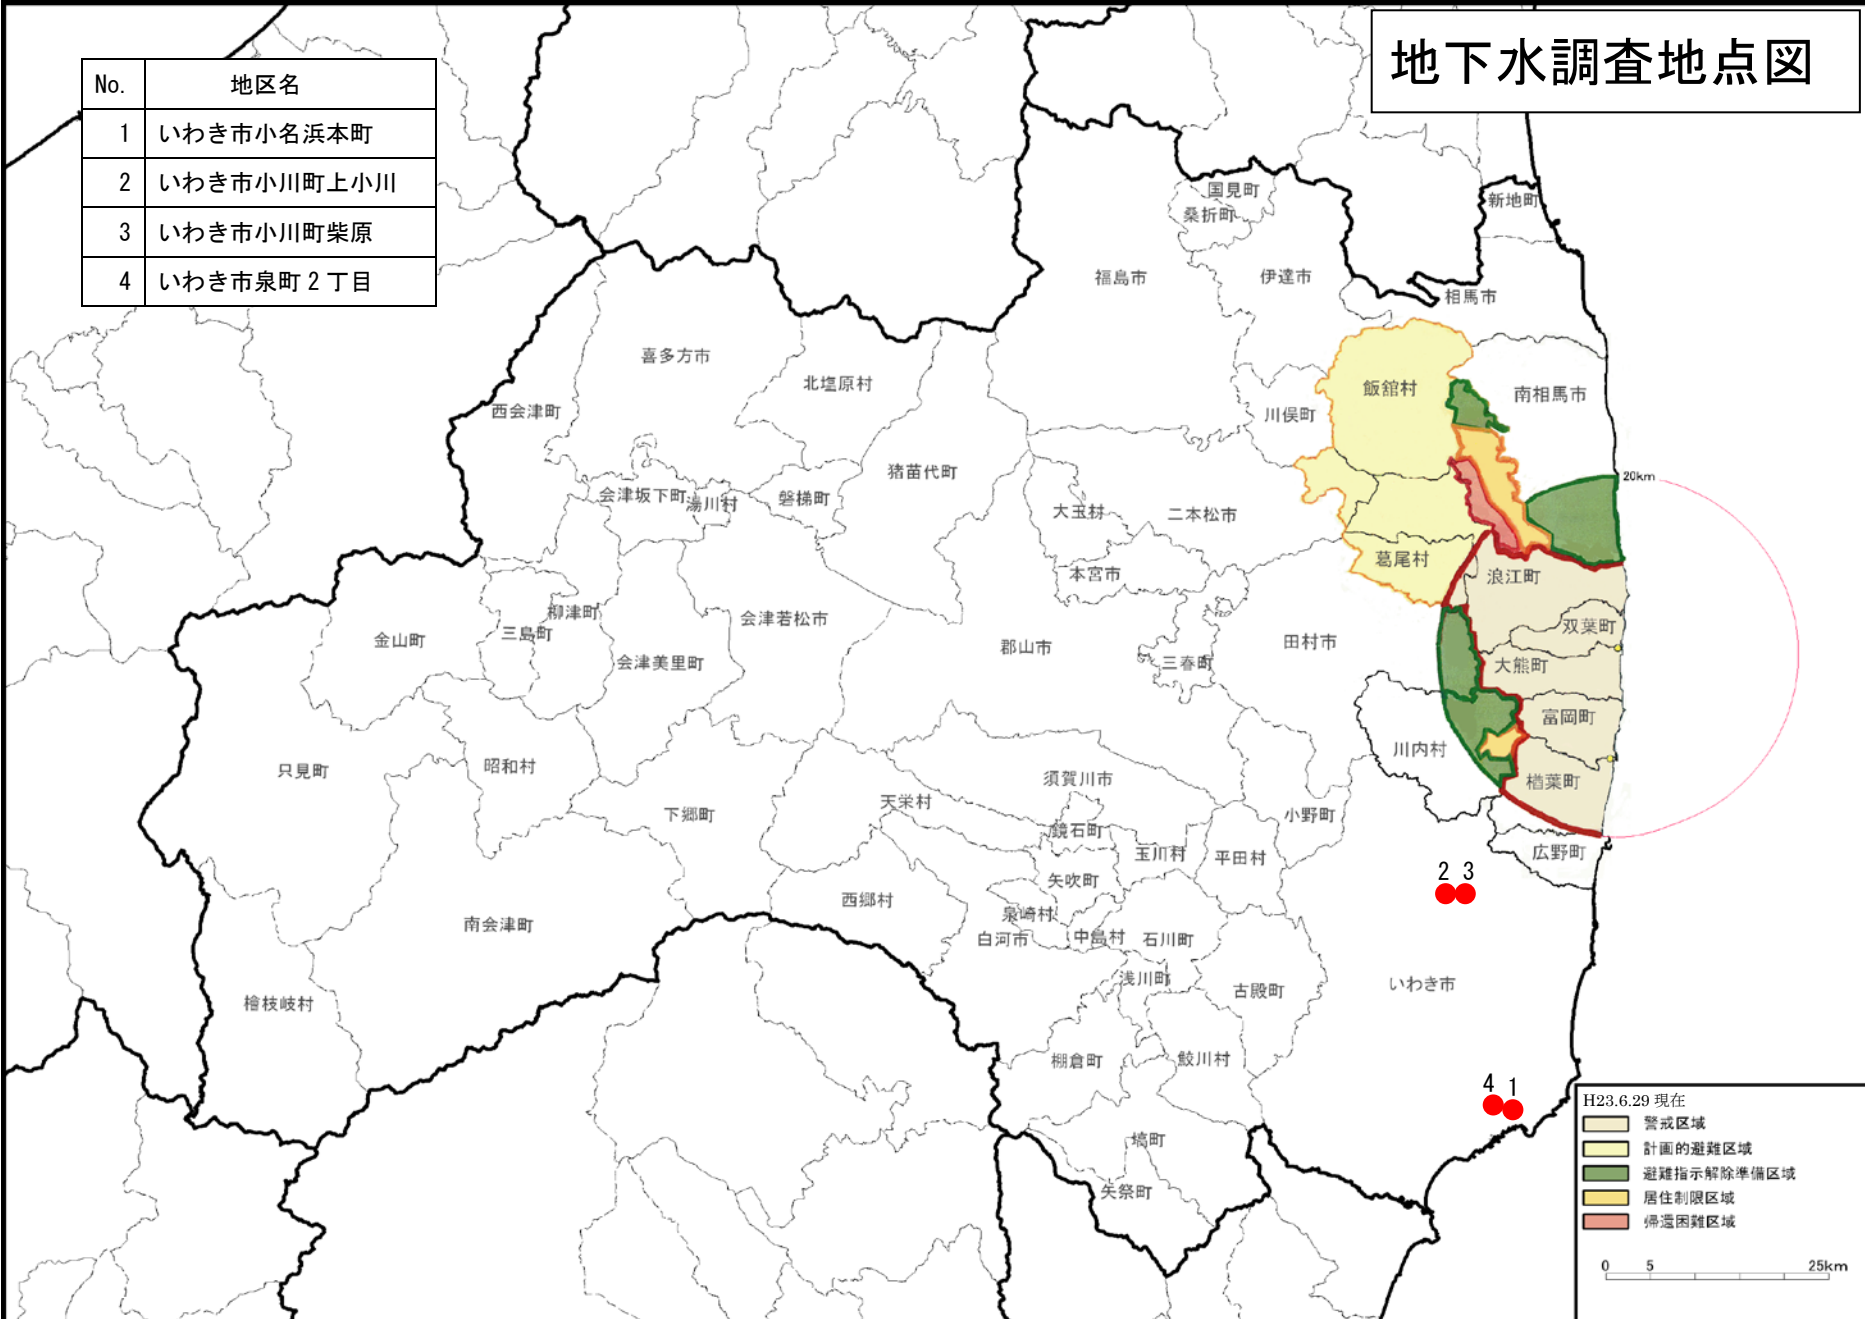 地下水調査地点図
No. 地区名
1 いわき市小名浜本町
2 いわき市小川町上小川
3 いわき市小川町柴原
4 いわき市泉町2丁目
国見町
桑折町
新地町
福島市
伊達市
相馬市
喜多方市
北塩原村
飯舘村
南相馬市
西会津町
川俣町
猪苗代町
20km
会津坂下町
湯川村
磐梯町
大玉村
二本松市
葛尾村
本宮市
浪江町
柳津町
三島町
金山町
会津若松市
双葉町
会津美里町
郡山市
三春町
田村市
大熊町
富岡町
川内村
只見町
昭和村
須賀川市
楢葉町
天栄村
下郷町
小野町
鏡石町
玉川村
平田村
広野町
2 3
矢吹町
西郷村
泉崎村
南会津町
白河市
中島村
石川町
浅川町
いわき市
古殿町
檜枝岐村
棚倉町
鮫川村
4 1
塙町
矢祭町
H23.6.29 現在
警戒区域
計画的避難区域
避難指示解除準備区域
居住制限区域
帰還困難区域
0 5 25km